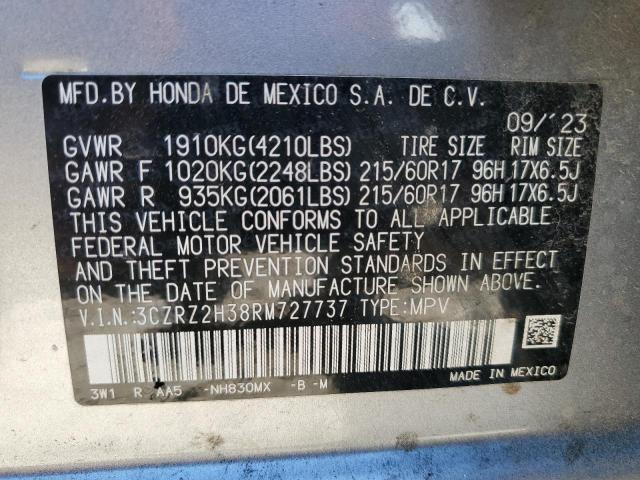 MFD.BY HONDA DE MEXICO S.A. DE C.V.
09/'23
GVWR 1910KG(4210LBS) TIRE SIZE RIM SIZE
GAWR F 1020KG(2248LBS) 215/60R17 96H 17X6.5J
GAWR R 935KG(2061LBS) 215/60R17 96H 17X6.5J
THIS VEHICLE CONFORMS TO ALL APPLICABLE
FEDERAL MOTOR VEHICLE SAFETY
AND THEFT PREVENTION STANDARDS IN EFFECT
ON THE DATE OF MANUFACTURE SHOWN ABOVE.
V.I.N.:3CZRZ2H38RM727737 TYPE:MPV
3W1 R AA5 -NH830MX -B -M
MADE IN MEXICO